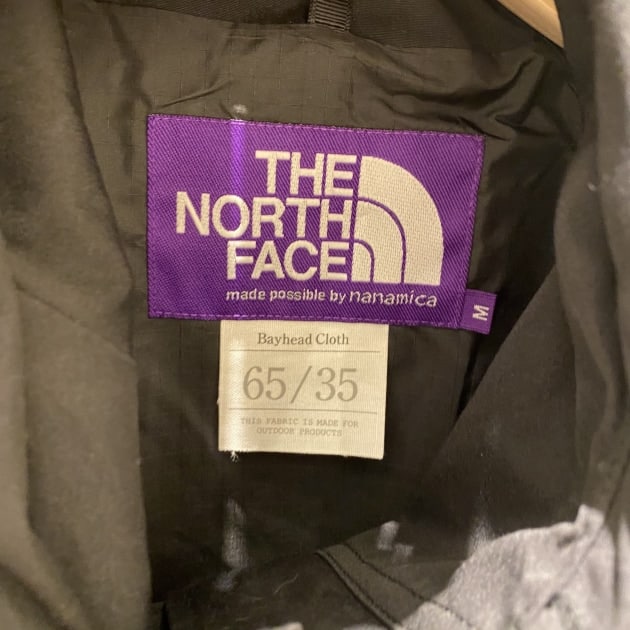 THE
NORTH
FACE
made possible by nanamica
M
Bayhead Cloth
65/35
THIS FABRIC IS MADE FOR
OUTDOOR PRODUCTS